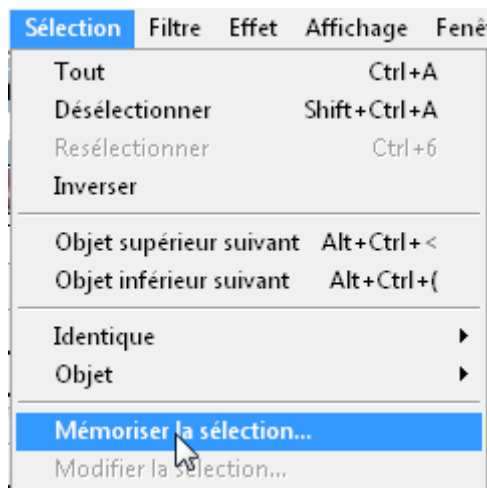 Sélection Filtre Effet Affichage Fenê
Tout Ctrl+A
Désélectionner Shift+Ctrl+A
Resélectionner Ctrl+6
Inverser
Objet supérieur suivant Alt+Ctrl+<
Objet inférieur suivant Alt+Ctrl+(
Identique
Objet
Mémoriser la sélection...
Modifier la sélection...